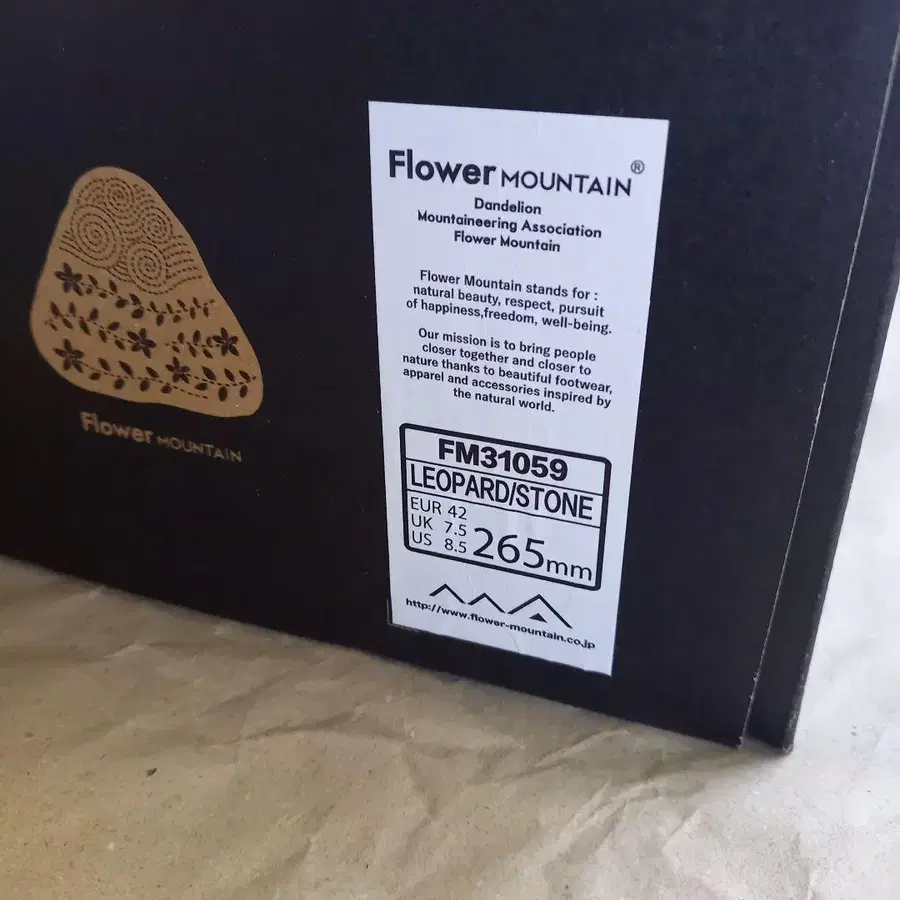 Flower MOUNTAIN
Flower MOUNTAIN®
Dandelion
Mountaineering Association
Flower Mountain
Flower Mountain stands for :
natural beauty, respect, pursuit
of happiness,freedom, well-being.
Our mission is to bring people
closer together and closer to
nature thanks to beautiful footwear,
apparel and accessories inspired by
the natural world.
FM31059
LEOPARD/STONE
EUR 42
UK 7.5
US 8.5
265mm
http://www.flower-mountain.co.jp